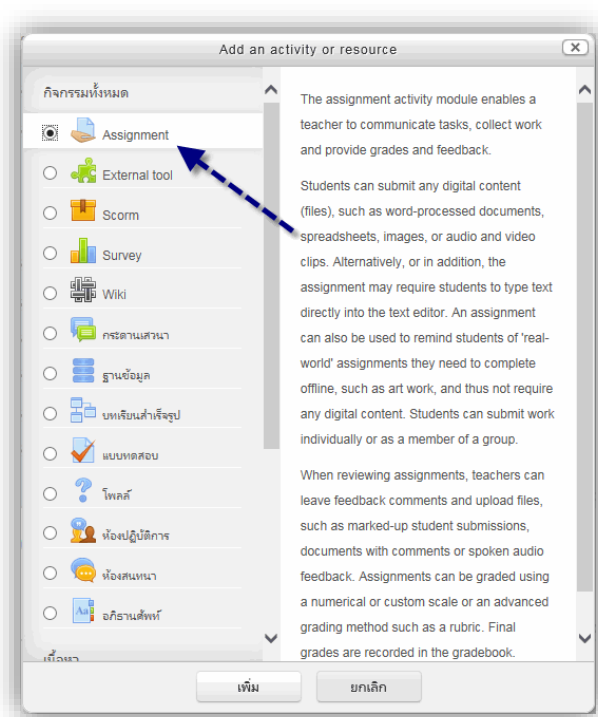 Add an activity or resource
กิจกรรมทั้งหมด
Assignment
External tool
Scorm
Survey
Wiki
กระดานเสวนา
ฐานข้อมูล
บทเรียนสำเร็จรูป
แบบทดสอบ
โพลล์
ห้องปฏิบัติการ
ห้องสนทนา
อภิธานศัพท์
เนื้อหา
The assignment activity module enables a
teacher to communicate tasks, collect work
and provide grades and feedback.
Students can submit any digital content
(files), such as word-processed documents,
spreadsheets, images, or audio and video
clips. Alternatively, or in addition, the
assignment may require students to type text
directly into the text editor. An assignment
can also be used to remind students of 'real-
world' assignments they need to complete
offline, such as art work, and thus not require
any digital content. Students can submit work
individually or as a member of a group.
When reviewing assignments, teachers can
leave feedback comments and upload files,
such as marked-up student submissions,
documents with comments or spoken audio
feedback. Assignments can be graded using
a numerical or custom scale or an advanced
grading method such as a rubric. Final
grades are recorded in the gradebook.
เพิ่ม
ยกเลิก